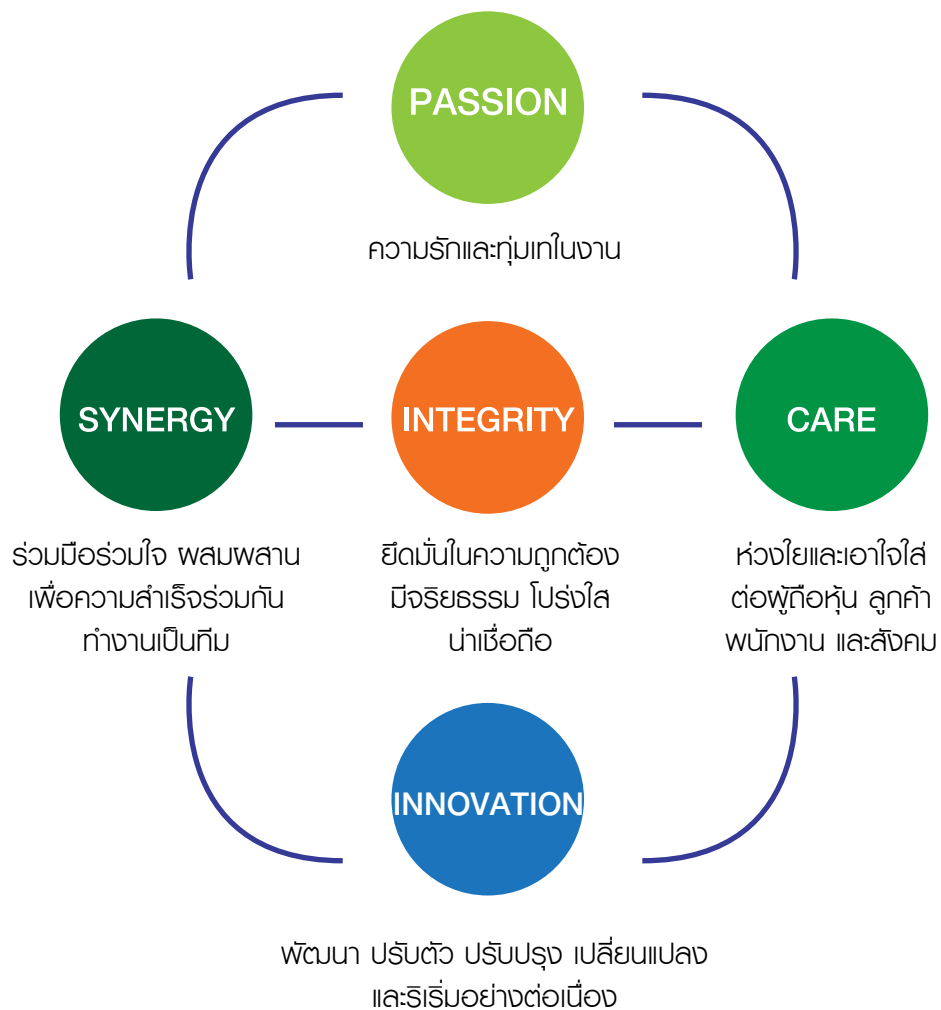 PASSION
ความรักและทุ่มเทในงาน
SYNERGY
ร่วมมือร่วมใจ ผสมผสาน
เพื่อความสำเร็จร่วมกัน
ทำงานเป็นทีม
INTEGRITY
ยึดมั่นในความถูกต้อง
มีจริยธรรม โปร่งใส
น่าเชื่อถือ
CARE
ห่วงใยและเอาใจใส่
ต่อผู้ถือหุ้น ลูกค้า
พนักงาน และสังคม
INNOVATION
พัฒนา ปรับตัว ปรับปรุง เปลี่ยนแปลง
และริเริ่มอย่างต่อเนื่อง